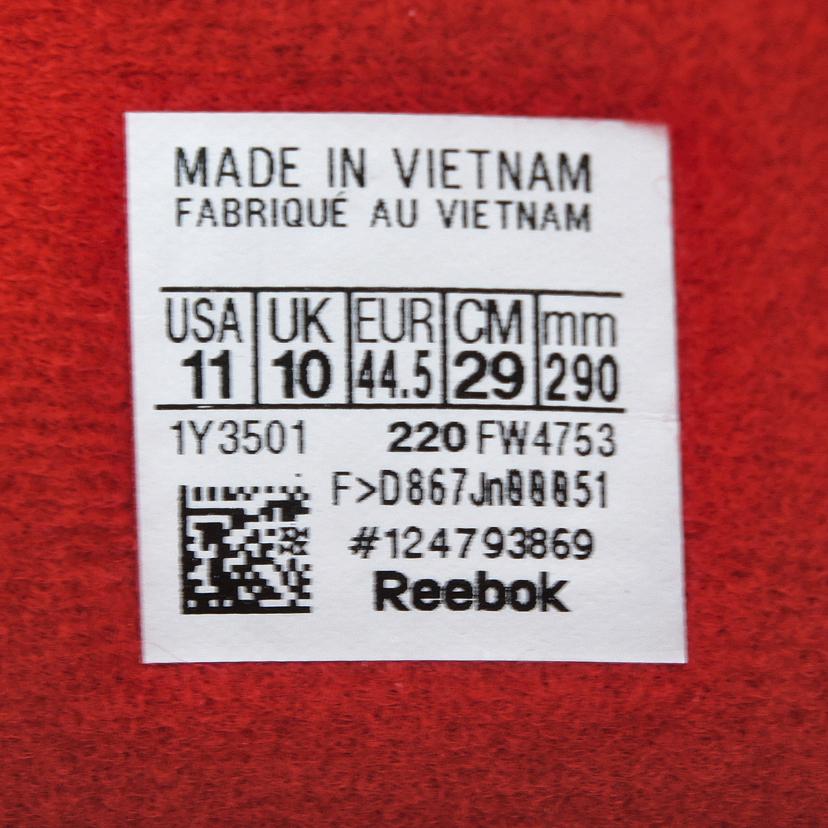 MADE IN VIETNAM
FABRIQUÉ AU VIETNAM
USA UK EUR CM mm
11 10 44.5 29 290
1Y3501 220 FW4753
#124793869
Reebok